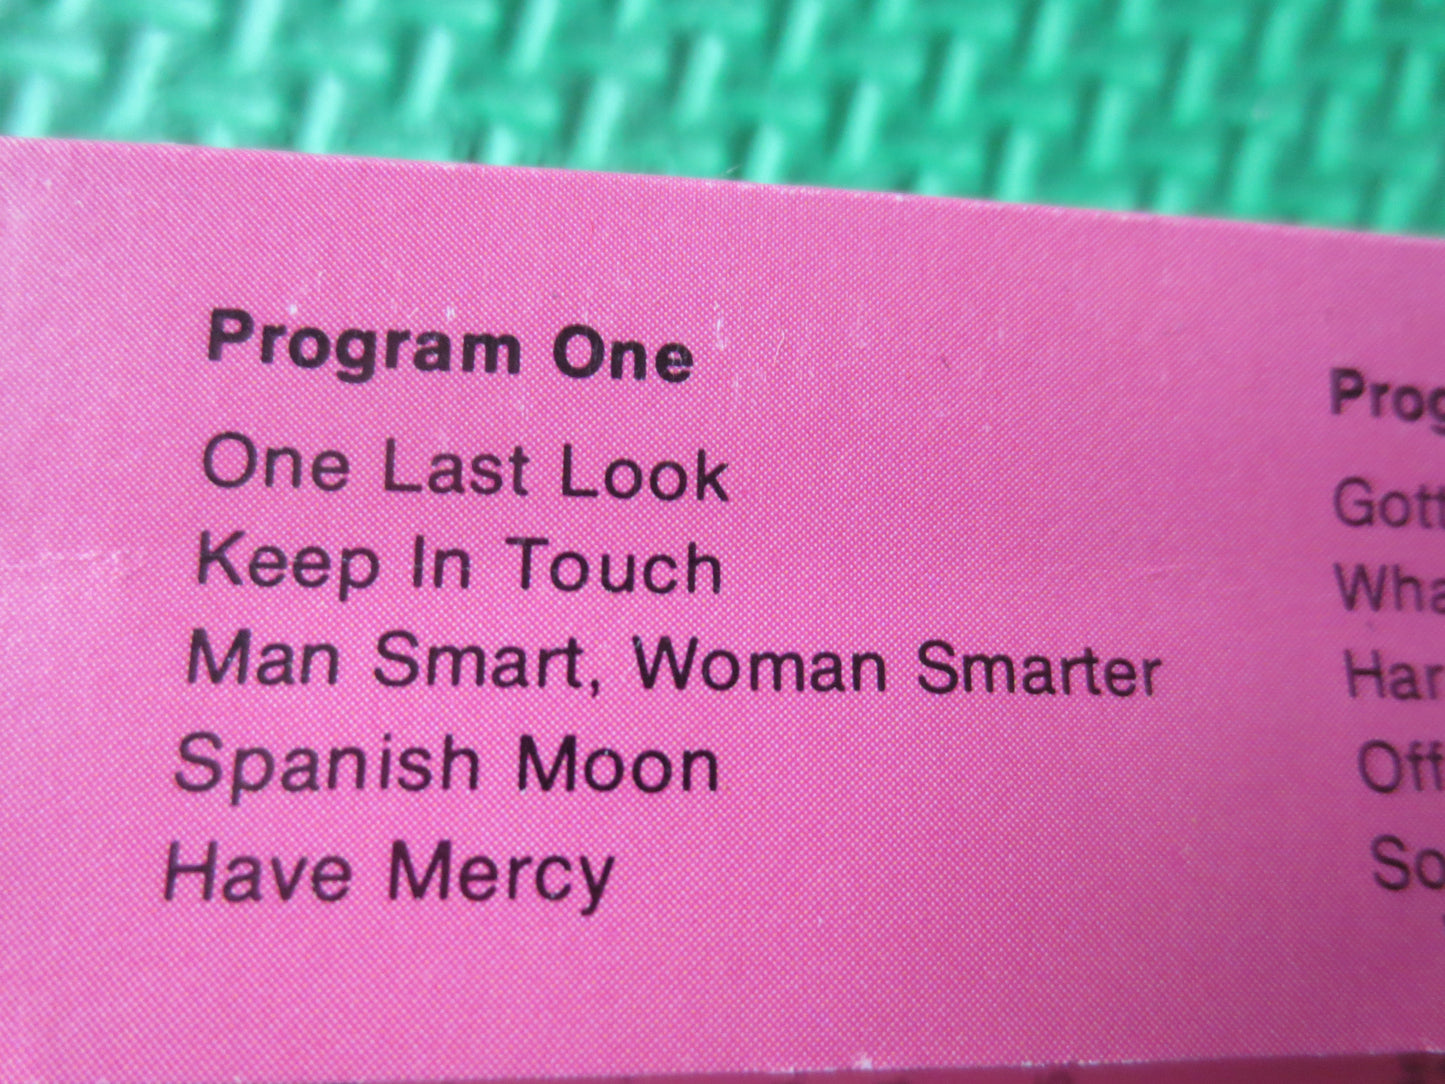 Program One
One Last Look
Keep In Touch
Man Smart, Woman Smarter
Spanish Moon
Have Mercy